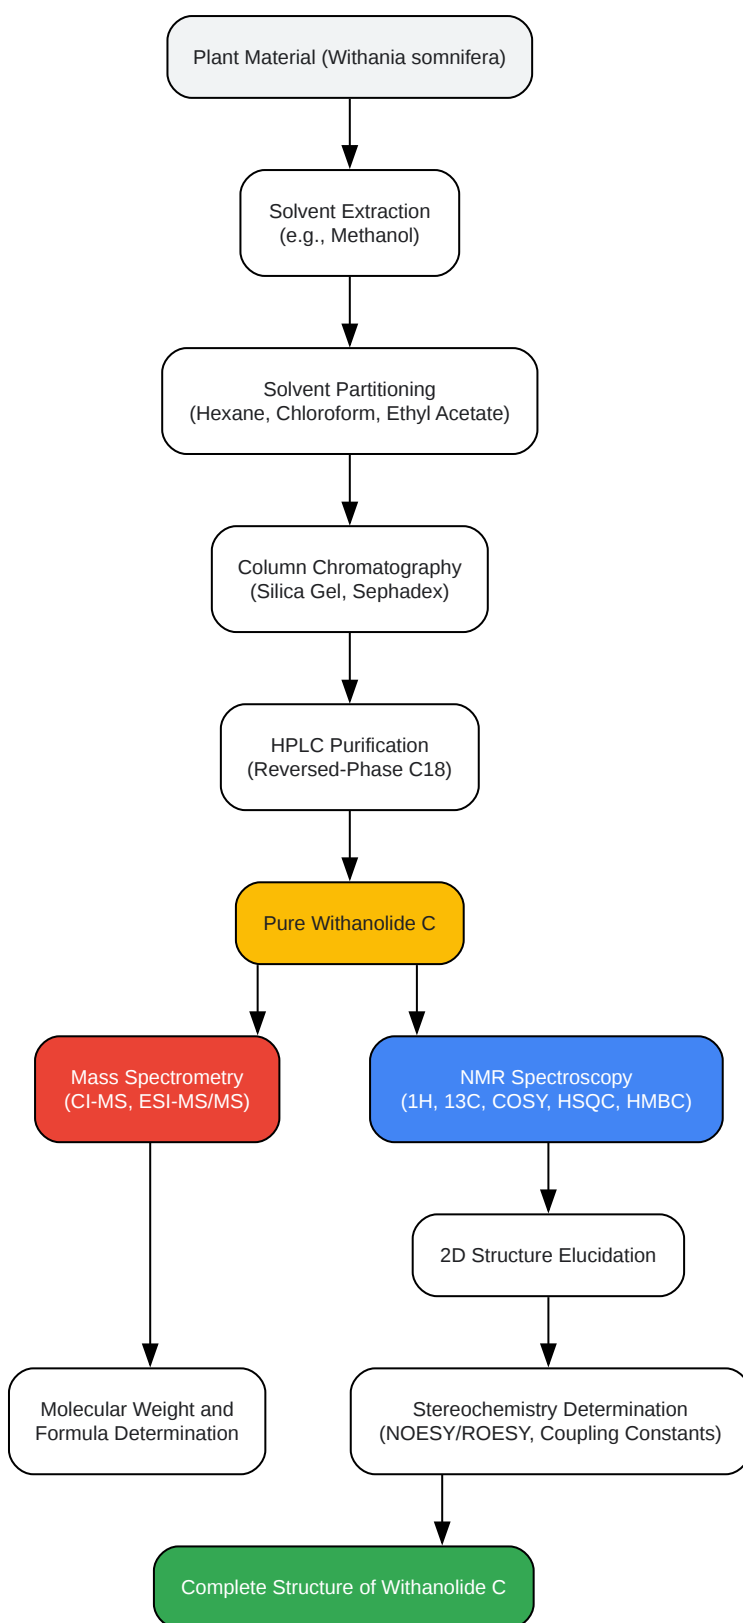 Plant Material (Withania somnifera)
Solvent Extraction
(e.g., Methanol)
Solvent Partitioning
(Hexane, Chloroform, Ethyl Acetate)
Column Chromatography
(Silica Gel, Sephadex)
HPLC Purification
(Reversed-Phase C18)
Pure Withanolide C
Mass Spectrometry
(CI-MS, ESI-MS/MS)
NMR Spectroscopy
(1H, 13C, COSY, HSQC, HMBC)
2D Structure Elucidation
Molecular Weight and
Formula Determination
Stereochemistry Determination
(NOESY/ROESY, Coupling Constants)
Complete Structure of Withanolide C